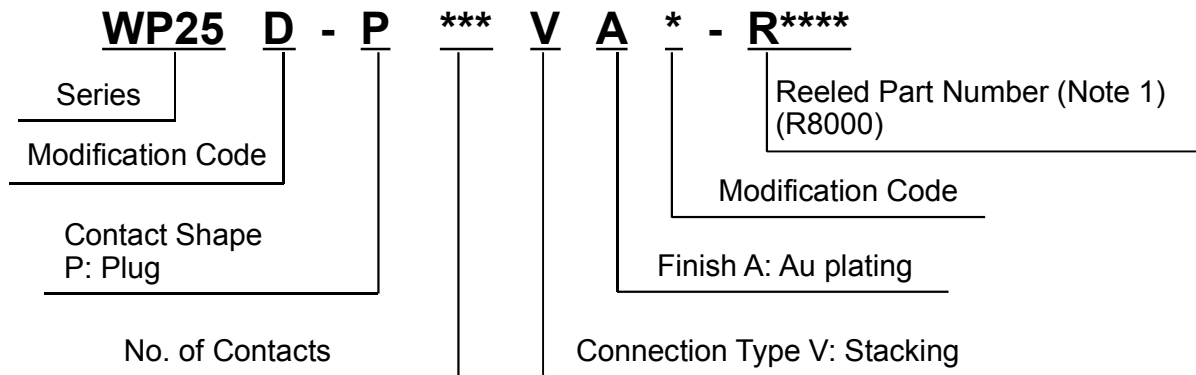 WP25 D - P *** V A * - R****
Series
Reeled Part Number (Note 1)
(R8000)
Modification Code
Modification Code
Contact Shape
P: Plug
Finish A: Au plating
No. of Contacts
Connection Type V: Stacking